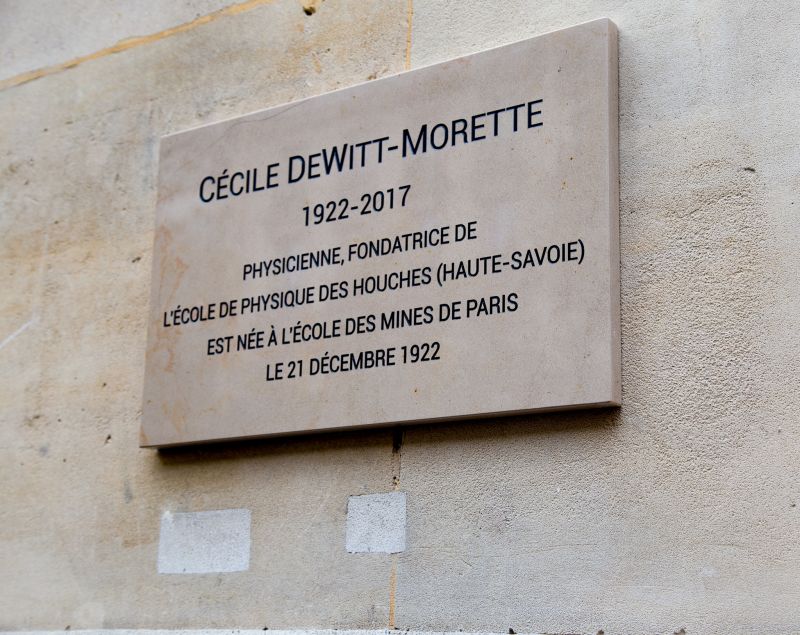 CÉCILE DEWITT-MORETTE
1922-2017
PHYSICIENNE, FONDATRICE DE
L'ÉCOLE DE PHYSIQUE DES HOUCHES (HAUTE-SAVOIE)
EST NÉE À L'ÉCOLE DES MINES DE PARIS
LE 21 DÉCEMBRE 1922